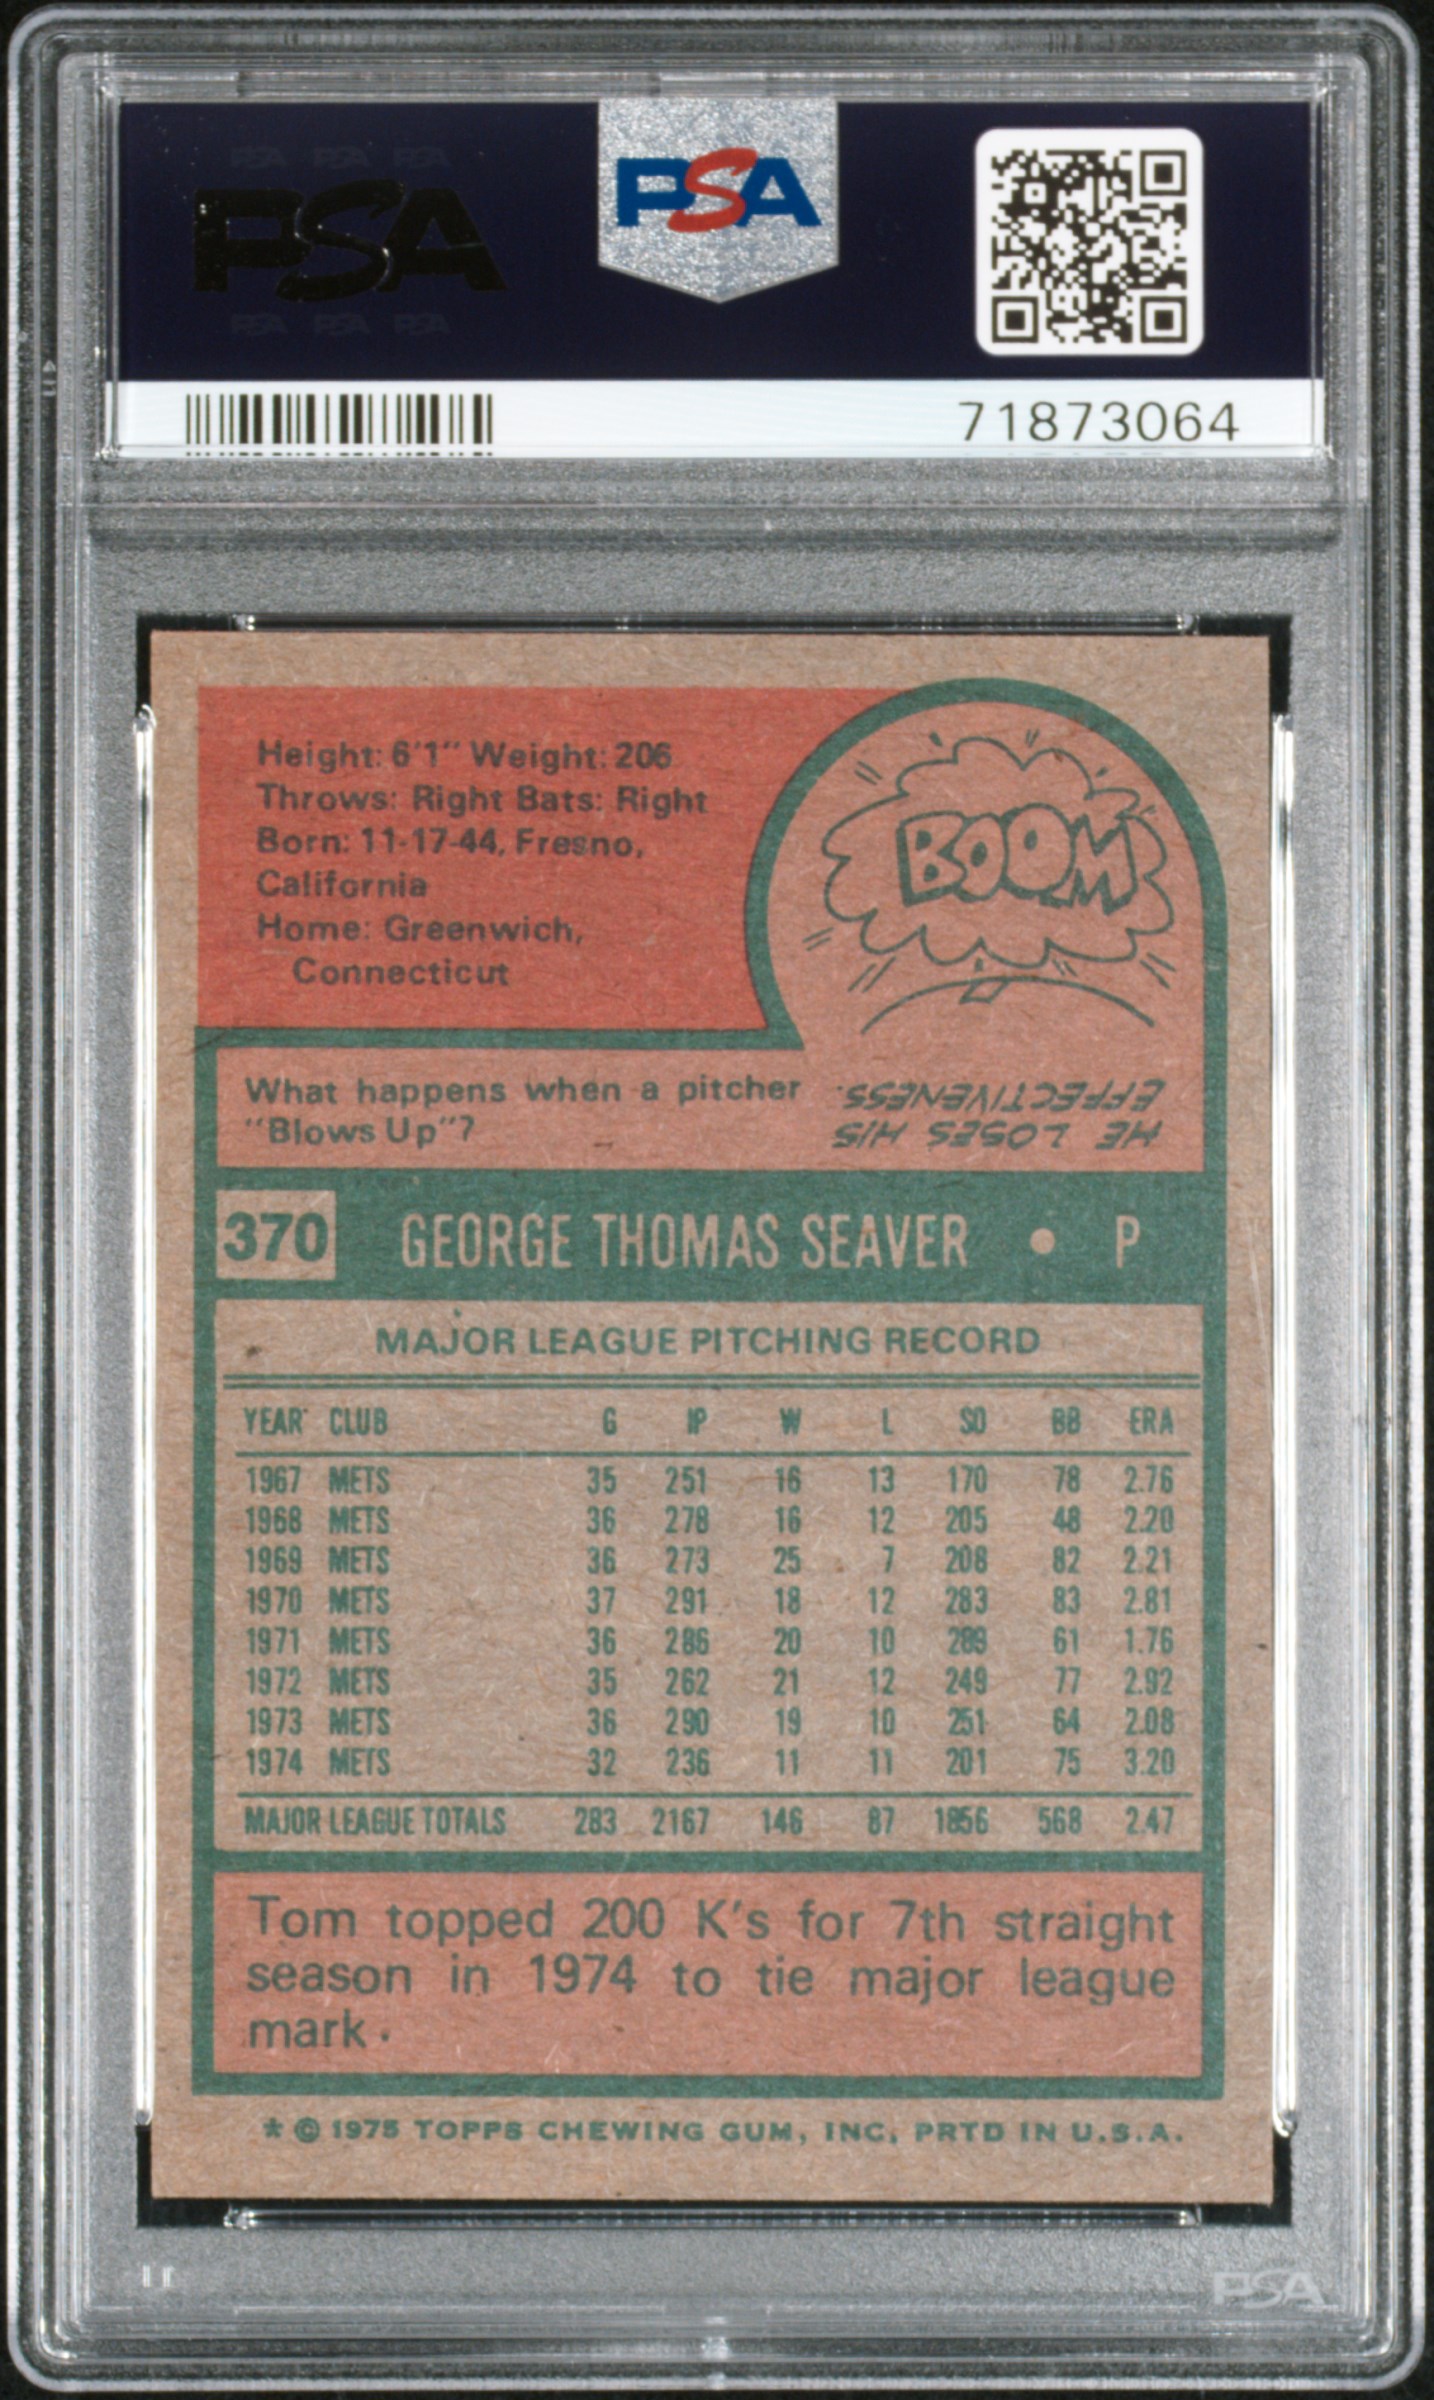 PSA PSA PSA
PSA
PSA PSA PSA
PSA
71873064
Height: 6'1" Weight: 206
Throws: Right Bats: Right
Born: 11-17-44, Fresno,
California
Home: Greenwich,
Connecticut
BOOM!
What happens when a pitcher
"Blows Up"?
HE LOSES HIS
EFFECTIVENESS.
370 GEORGE THOMAS SEAVER • P
MAJOR LEAGUE PITCHING RECORD
YEAR CLUB G IP W L SO BB ERA
1967 METS 35 251 16 13 170 78 2.76
1968 METS 36 278 16 12 205 48 2.20
1969 METS 36 273 25 7 208 82 2.21
1970 METS 37 291 18 12 283 83 2.81
1971 METS 36 286 20 10 289 61 1.76
1972 METS 35 262 21 12 249 77 2.92
1973 METS 36 290 19 10 251 64 2.08
1974 METS 32 236 11 11 201 75 3.20
MAJOR LEAGUE TOTALS 283 2167 146 87 1856 568 2.47
Tom topped 200 K's for 7th straight
season in 1974 to tie major league
mark.
* © 1975 TOPPS CHEWING GUM, INC, PRTD IN U.S.A.
PSA